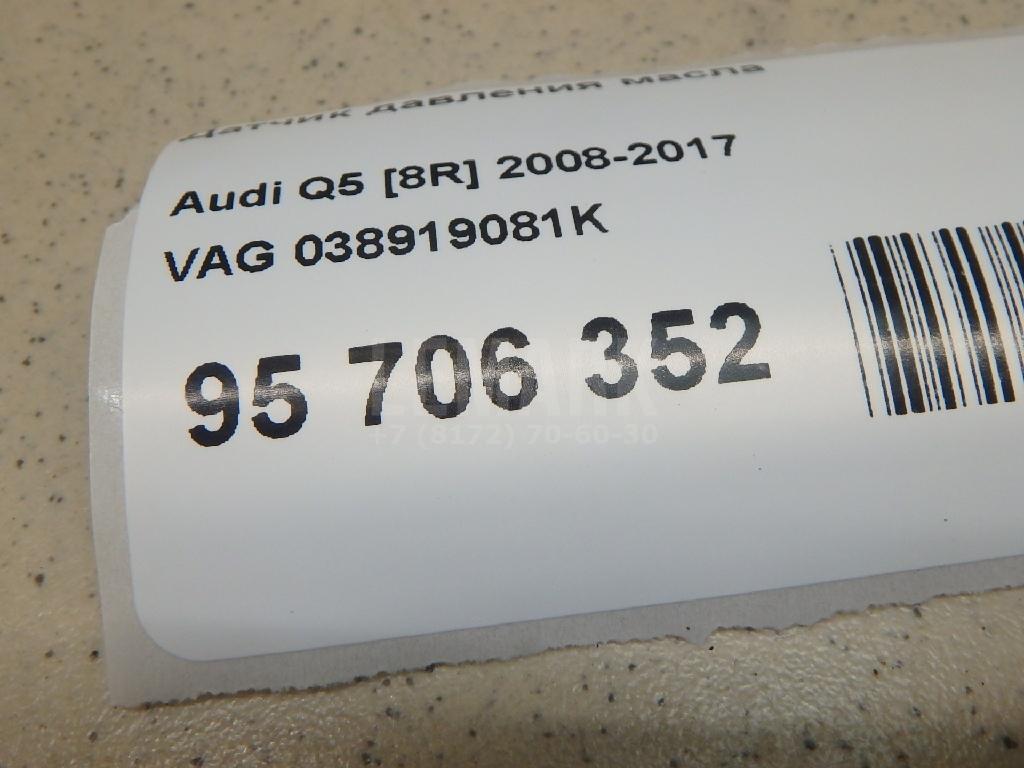 Датчик давления масла
Audi Q5 [8R] 2008-2017
VAG 038919081K
95 706 352
+7 (8172) 70-60-30